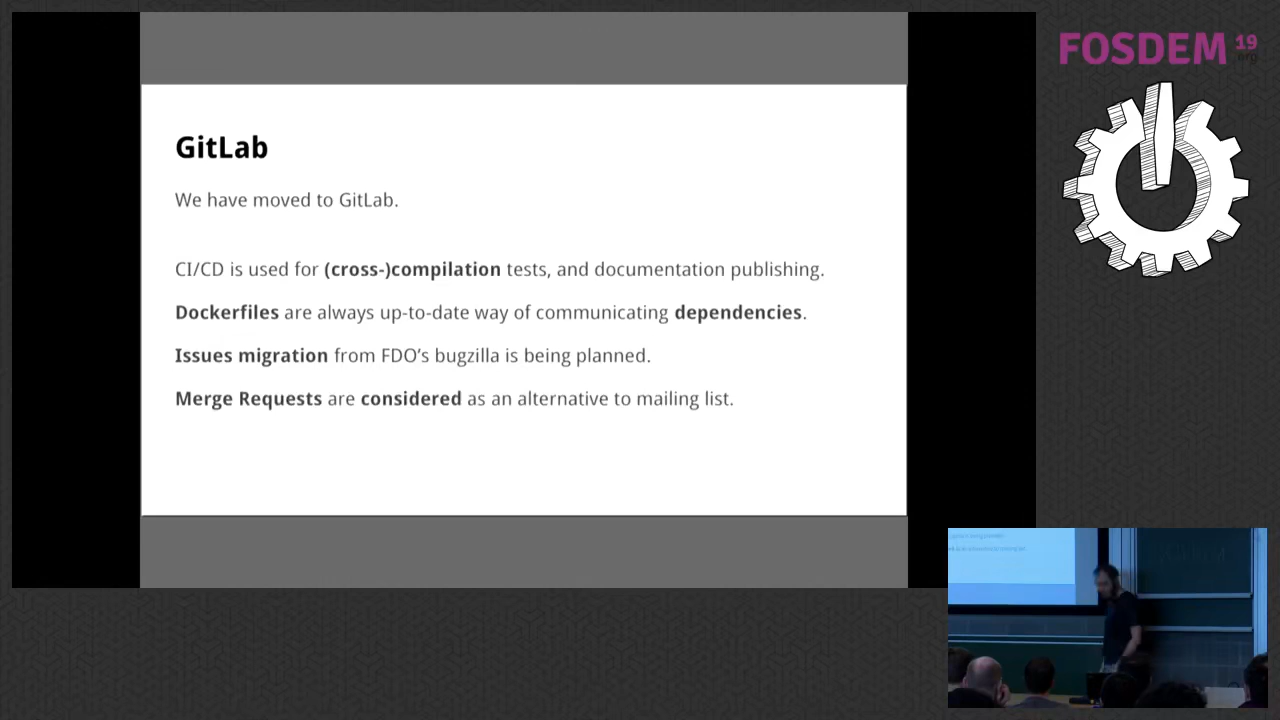 FOSDEM 19
.org
GitLab
We have moved to GitLab.
CI/CD is used for (cross-)compilation tests, and documentation publishing.
Dockerfiles are always up-to-date way of communicating dependencies.
Issues migration from FDO’s bugzilla is being planned.
Merge Requests are considered as an alternative to mailing list.